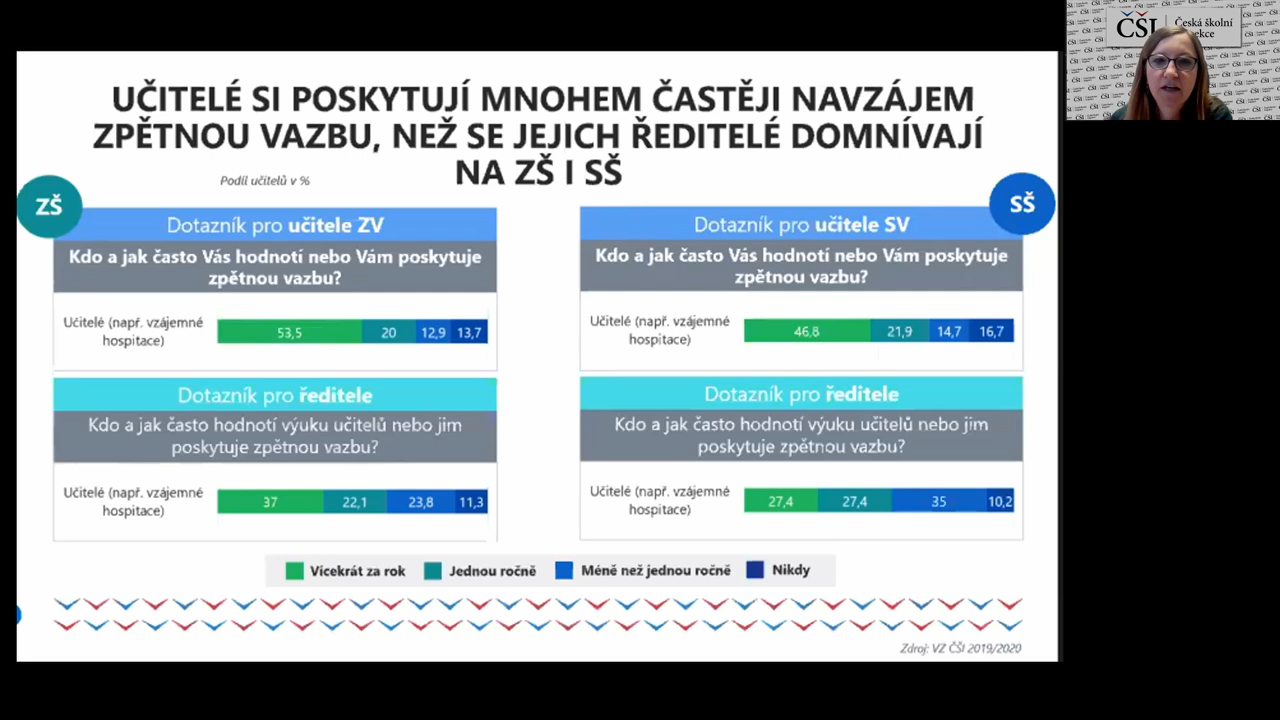 ČŠI
Česká školní
UČITELÉ SI POSKYTUJÍ MNOHEM ČASTĚJI NAVZÁJEM
ZPĚTNOU VAZBU, NEŽ SE JEJICH ŘEDITELÉ DOMNÍVAJÍ
NA ZŠ I SŠ
Podíl učitelů v %
ZŠ
Dotazník pro učitele ZV
Kdo a jak často Vás hodnotí nebo Vám poskytuje
zpětnou vazbu?
Učitelé (např. vzájemné
hospitace)
53,5 20 12,9 13,7
Dotazník pro ředitele
Kdo a jak často hodnotí výuku učitelů nebo jim
poskytuje zpětnou vazbu?
Učitelé (např. vzájemné
hospitace)
37 22,1 23,8 11,3
SŠ
Dotazník pro učitele SV
Kdo a jak často Vás hodnotí nebo Vám poskytuje
zpětnou vazbu?
Učitelé (např. vzájemné
hospitace)
46,8 21,9 14,7 16,7
Dotazník pro ředitele
Kdo a jak často hodnotí výuku učitelů nebo jim
poskytuje zpětnou vazbu?
Učitelé (např. vzájemné
hospitace)
27,4 27,4 35 10,2
Vícekrát za rok Jednou ročně Méně než jednou ročně Nikdy
Zdroj: VZ ČŠI 2019/2020